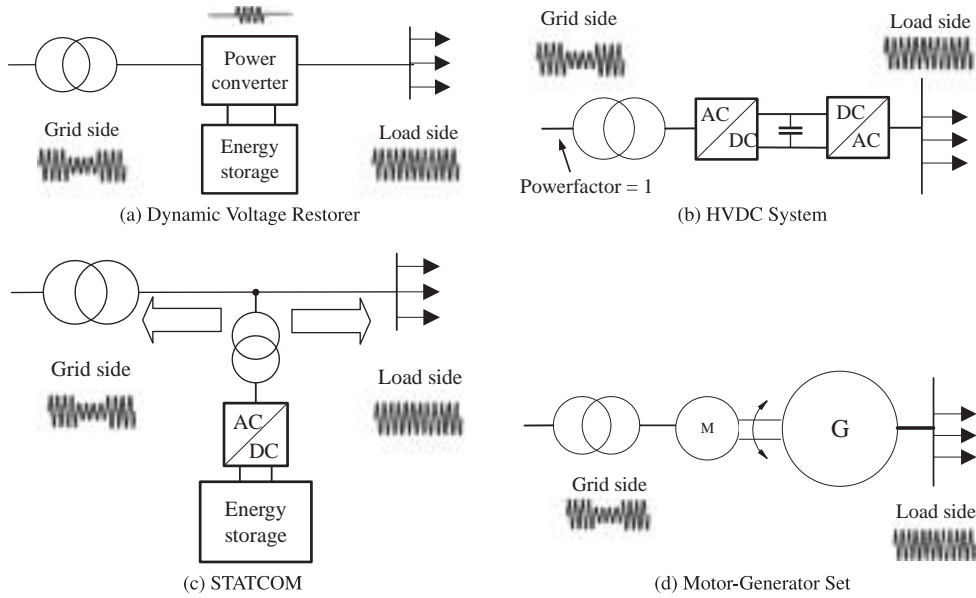 Power
converter
Energy
storage
Grid side
Load side
(a) Dynamic Voltage Restorer
Grid side
Load side
AC
DC
DC
AC
Powerfactor = 1
(b) HVDC System
Grid side
Load side
AC
DC
Energy
storage
(c) STATCOM
M
G
Grid side
Load side
(d) Motor-Generator Set